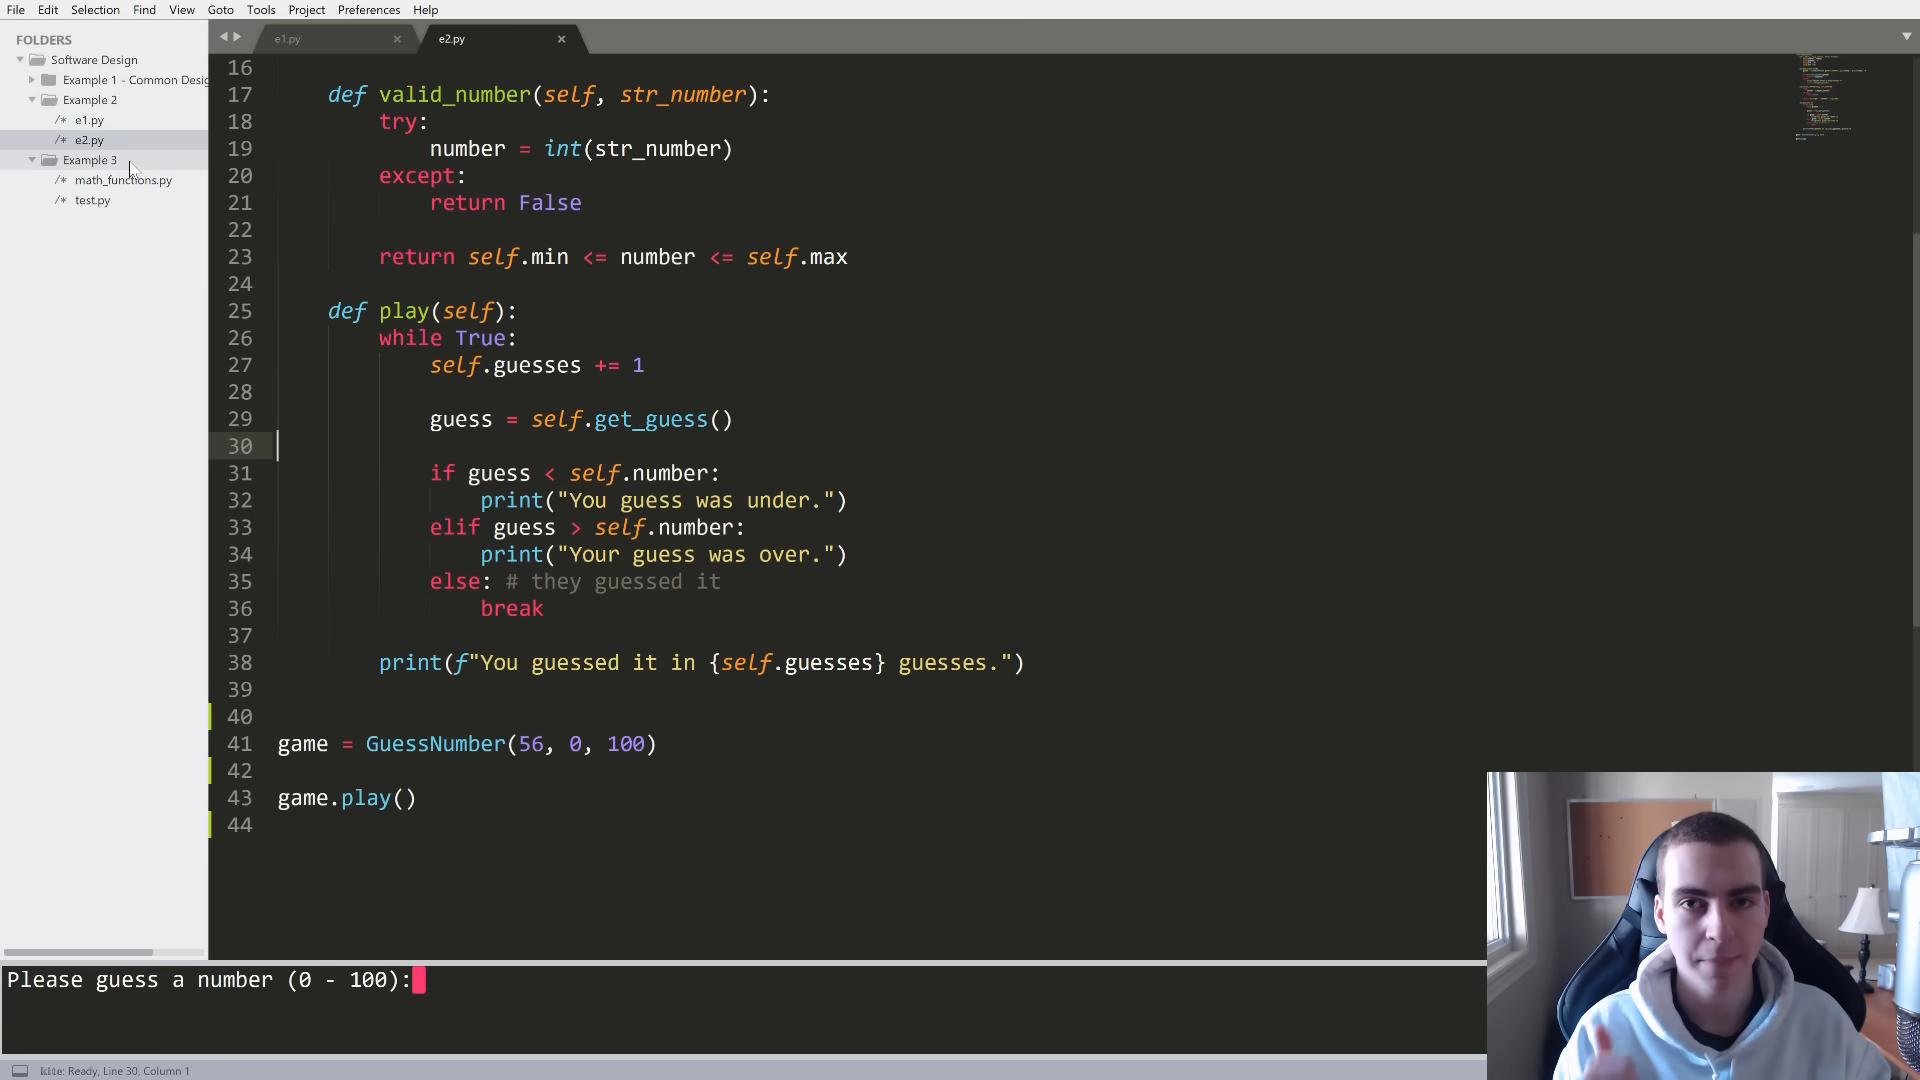 File Edit Selection Find View Goto Tools Project Preferences Help
FOLDERS
Software Design
Example 1 - Common Desig
Example 2
/* e1.py
/* e2.py
Example 3
/* math_functions.py
/* test.py
e1.py × e2.py ×
16
17 def valid_number(self, str_number):
18 try:
19 number = int(str_number)
20 except:
21 return False
22
23 return self.min <= number <= self.max
24
25 def play(self):
26 while True:
27 self.guesses += 1
28
29 guess = self.get_guess()
30
31 if guess < self.number:
32 print("You guess was under.")
33 elif guess > self.number:
34 print("Your guess was over.")
35 else: # they guessed it
36 break
37
38 print(f"You guessed it in {self.guesses} guesses.")
39
40
41 game = GuessNumber(56, 0, 100)
42
43 game.play()
44
Please guess a number (0 - 100):
kite: Ready, Line 30, Column 1